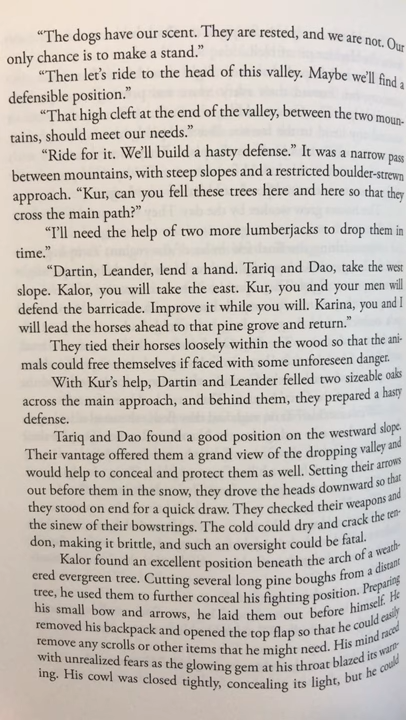 "The dogs have our scent. They are rested, and we are not. Our
only chance is to make a stand."
"Then let's ride to the head of this valley. Maybe we'll find a
defensible position."
"That high cleft at the end of the valley, between the two moun-
tains, should meet our needs."
"Ride for it. We'll build a hasty defense." It was a narrow pass
between mountains, with steep slopes and a restricted boulder-strewn
approach. "Kur, can you fell these trees here and here so that they
cross the main path?"
"I'll need the help of two more lumberjacks to drop them in
time."
"Dartin, Leander, lend a hand. Tariq and Dao, take the west
slope. Kalor, you will take the east. Kur, you and your men will
defend the barricade. Improve it while you will. Karina, you and I
will lead the horses ahead to that pine grove and return."
They tied their horses loosely within the wood so that the ani-
mals could free themselves if faced with some unforeseen danger.
With Kur's help, Dartin and Leander felled two sizeable oaks
across the main approach, and behind them, they prepared a hasty
defense.
Tariq and Dao found a good position on the westward slope.
Their vantage offered them a grand view of the dropping valley and
would help to conceal and protect them as well. Setting their arrows
out before them in the snow, they drove the heads downward so that
they stood on end for a quick draw. They checked their weapons and
the sinew of their bowstrings. The cold could dry and crack the ten-
don, making it brittle, and such an oversight could be fatal.
Kalor found an excellent position beneath the arch of a weath-
ered evergreen tree. Cutting several long pine boughs from a distant
tree, he used them to further conceal his fighting position. Preparing
his small bow and arrows, he laid them out before himself. He
removed his backpack and opened the top flap so that he could easily
remove any scrolls or other items that he might need. His mind raced
with unrealized fears as the glowing gem at his throat blazed its warn-
ing. His cowl was closed tightly, concealing its light, but he could